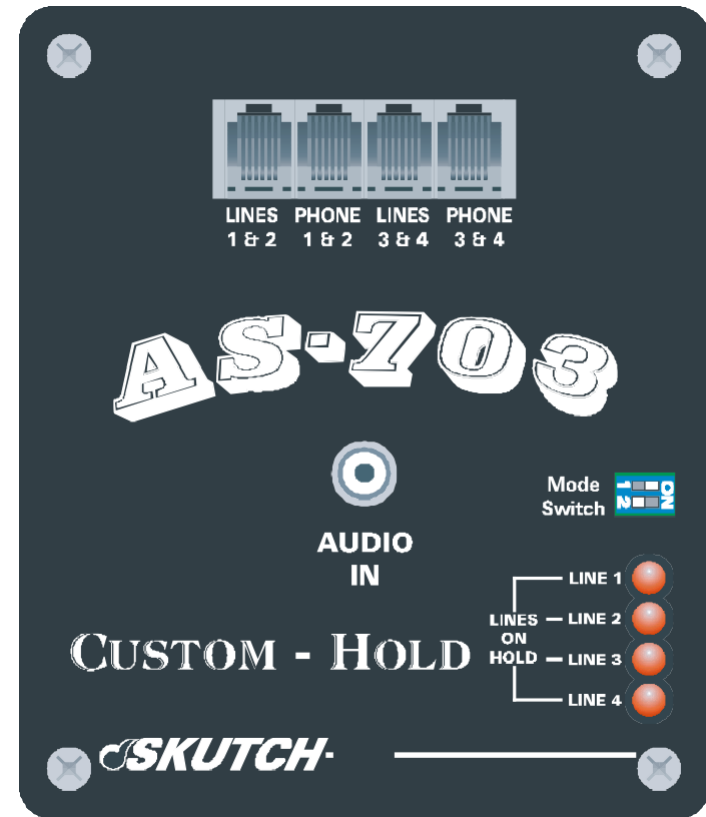 LINES PHONE LINES PHONE
1 & 2 1 & 2 3 & 4 3 & 4
AS-703
AUDIO
IN
Mode
Switch
ON
1 2
LINE 1
LINES
ON
HOLD
LINE 2
LINE 3
LINE 4
CUSTOM - HOLD
SKUTCH